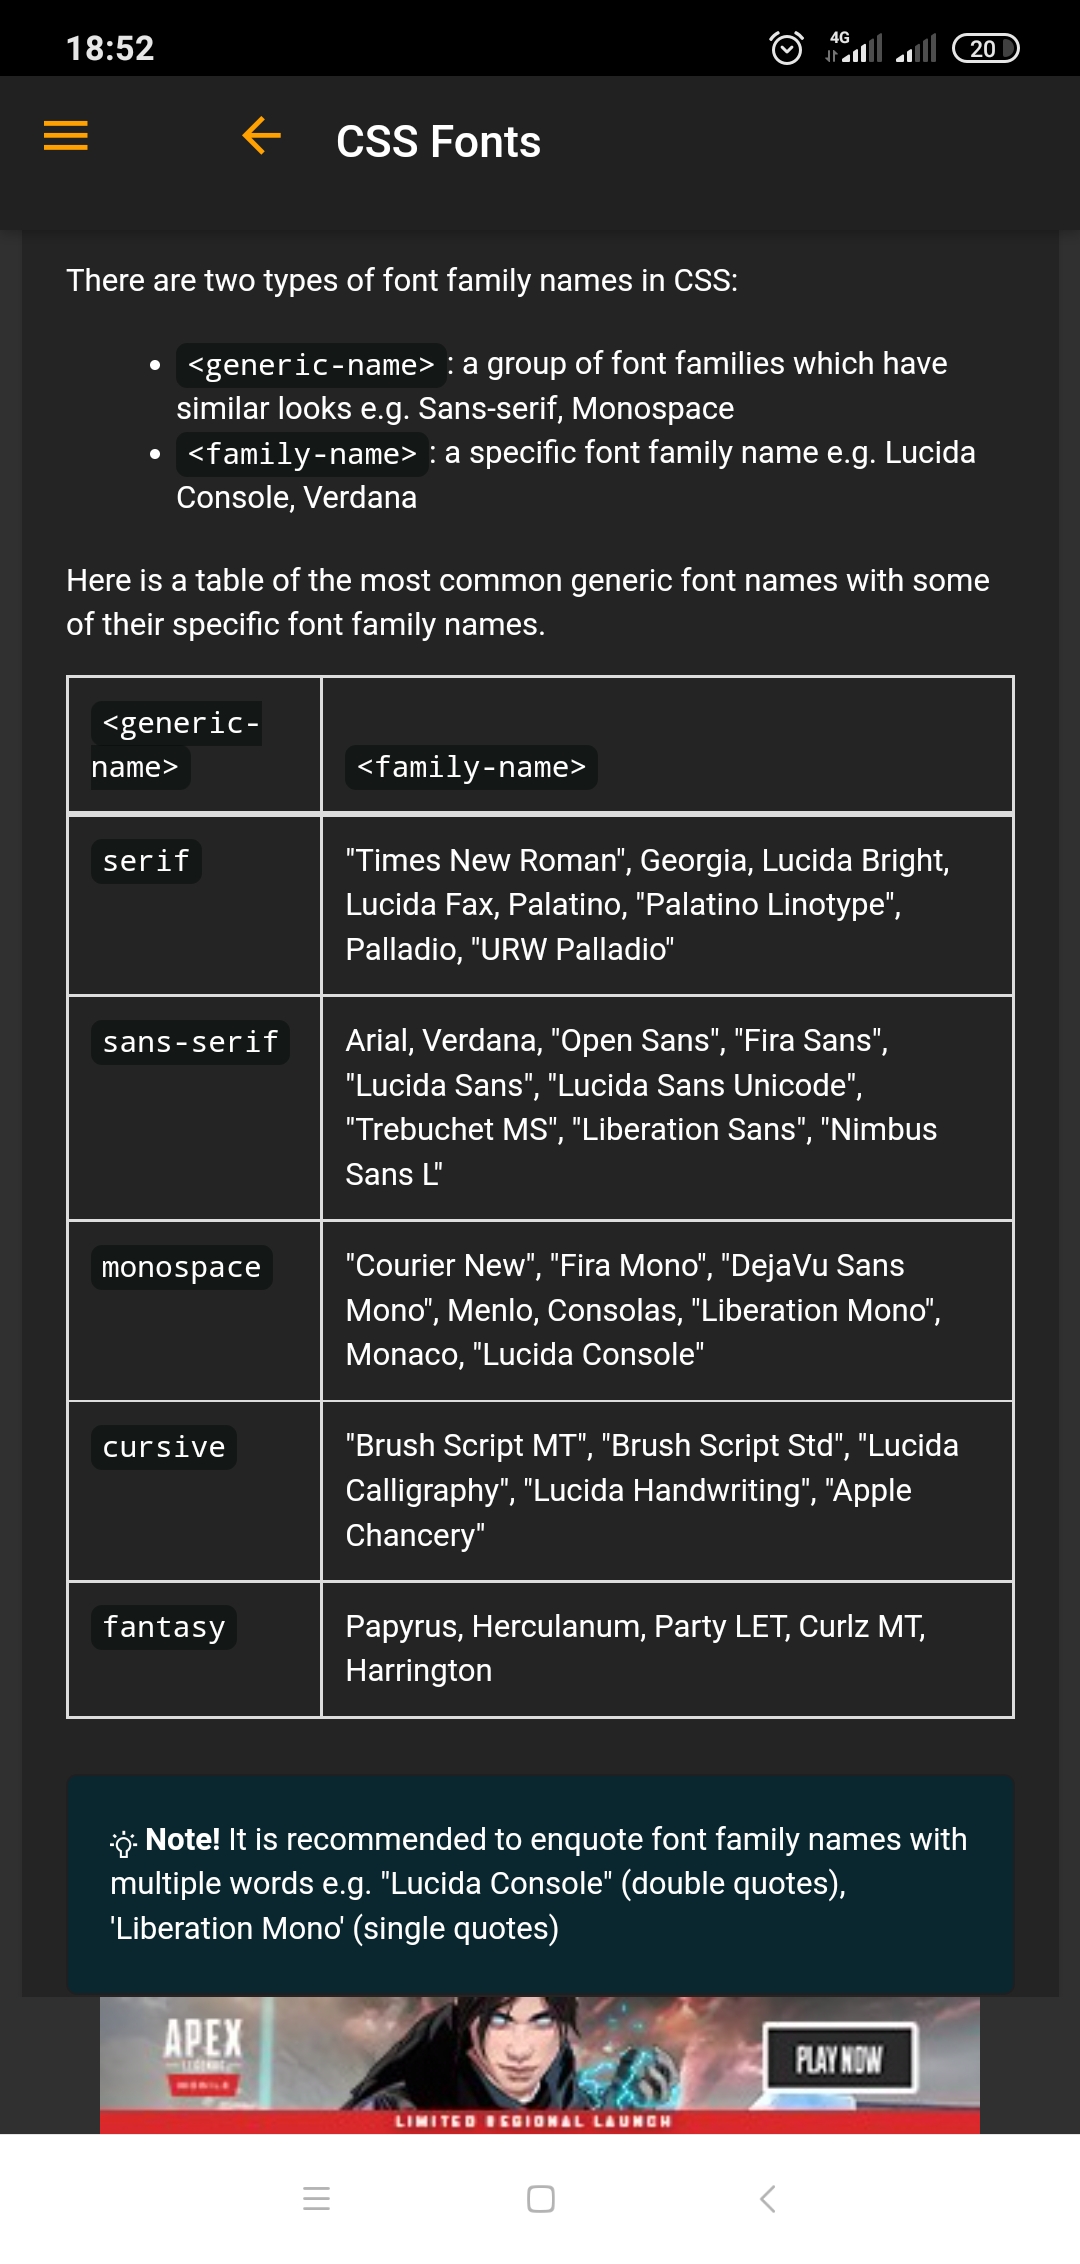 18:52
4G
20
CSS Fonts
There are two types of font family names in CSS:
<generic-name> : a group of font families which have
similar looks e.g. Sans-serif, Monospace
<family-name> : a specific font family name e.g. Lucida
Console, Verdana
Here is a table of the most common generic font names with some
of their specific font family names.
<generic-
name>
<family-name>
serif
"Times New Roman", Georgia, Lucida Bright,
Lucida Fax, Palatino, "Palatino Linotype",
Palladio, "URW Palladio"
sans-serif
Arial, Verdana, "Open Sans", "Fira Sans",
"Lucida Sans", "Lucida Sans Unicode",
"Trebuchet MS", "Liberation Sans", "Nimbus
Sans L"
monospace
"Courier New", "Fira Mono", "DejaVu Sans
Mono", Menlo, Consolas, "Liberation Mono",
Monaco, "Lucida Console"
cursive
"Brush Script MT", "Brush Script Std", "Lucida
Calligraphy", "Lucida Handwriting", "Apple
Chancery"
fantasy
Papyrus, Herculanum, Party LET, Curlz MT,
Harrington
Note! It is recommended to enquote font family names with
multiple words e.g. "Lucida Console" (double quotes),
'Liberation Mono' (single quotes)
APEX
LEGENDS
MOBILE
PLAY NOW
LIMITED REGIONAL LAUNCH